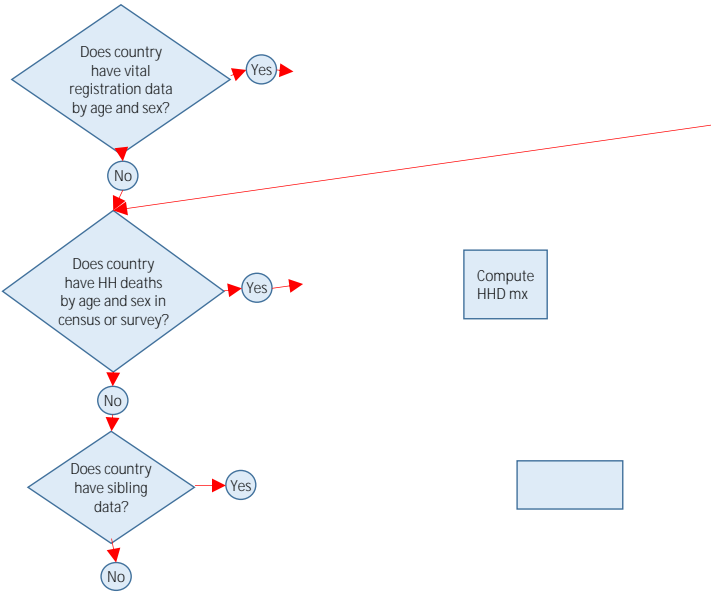 Does country
have vital
registration data
by age and sex?
Yes
No
Does country
have HH deaths
by age and sex in
census or survey?
Yes
Compute
HHD mx
No
Does country
have sibling
data?
Yes
No